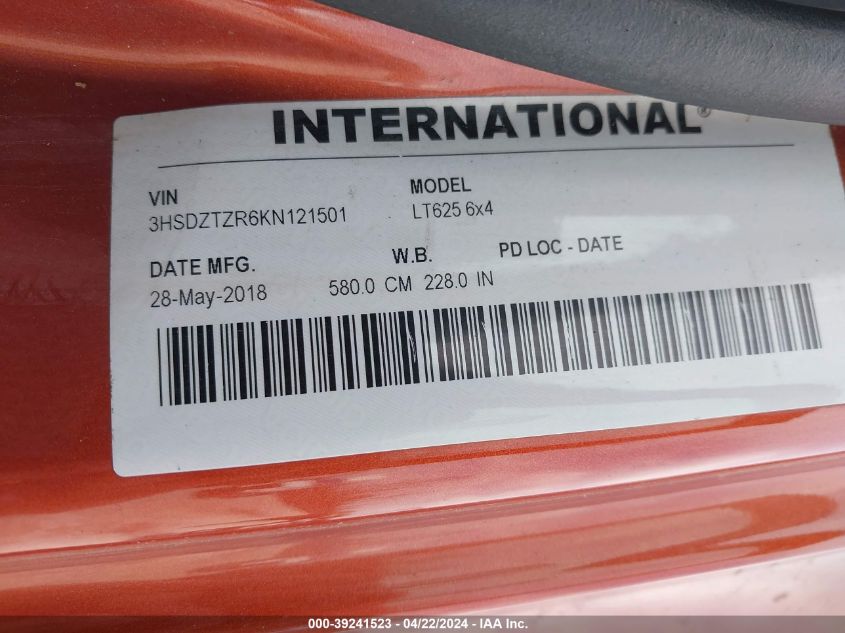 INTERNATIONAL®
VIN
MODEL
3HSDZTZR6KN121501
LT625 6x4
DATE MFG.
W.B.
PD LOC - DATE
28-May-2018
580.0 CM 228.0 IN
000-39241523 - 04/22/2024 - IAA Inc.